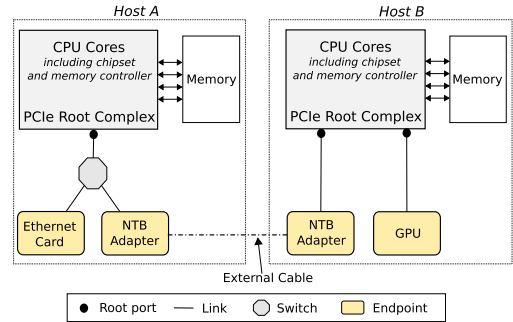 Host A
Host B
CPU Cores
including chipset
and memory controller
PCIe Root Complex
Memory
CPU Cores
including chipset
and memory controller
PCIe Root Complex
Memory
Ethernet
Card
NTB
Adapter
NTB
Adapter
GPU
External Cable
Root port
Link
Switch
Endpoint